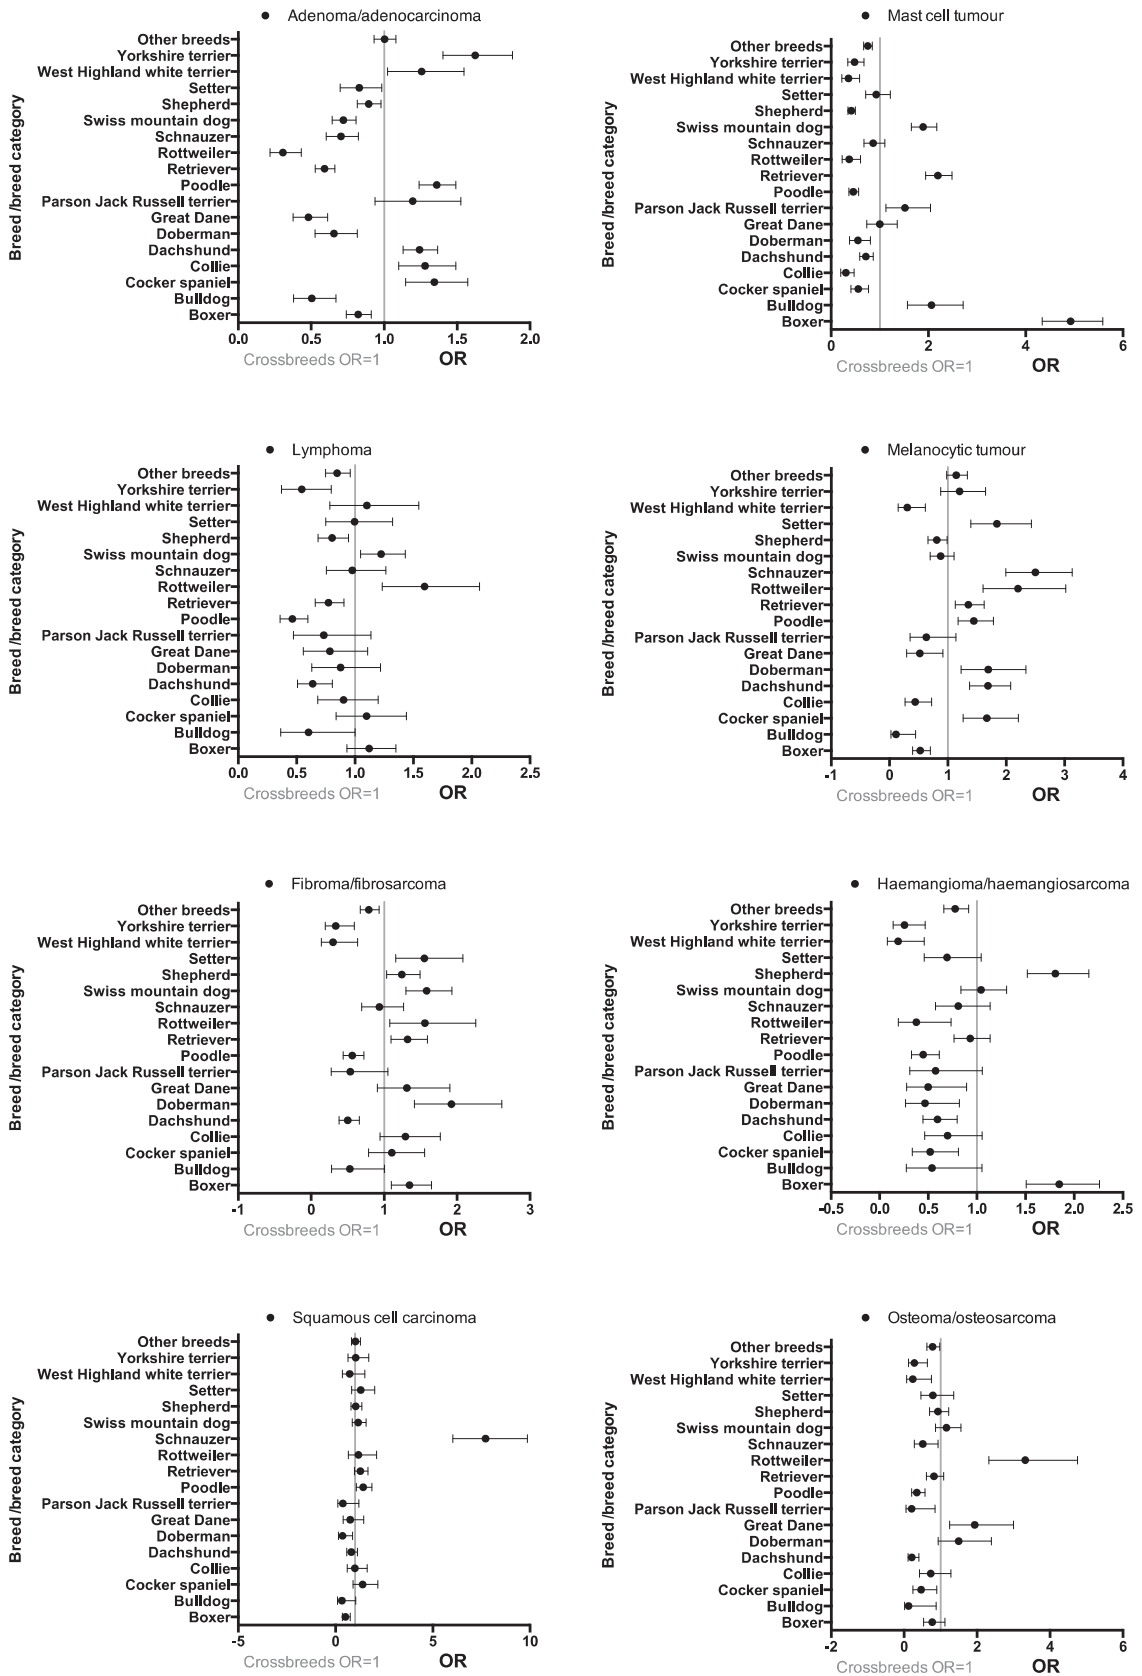 Adenoma/adenocarcinoma
Breed /breed category
Other breeds
Yorkshire terrier
West Highland white terrier
Setter
Shepherd
Swiss mountain dog
Schnauzer
Rottweiler
Retriever
Poodle
Parson Jack Russell terrier
Great Dane
Doberman
Dachshund
Collie
Cocker spaniel
Bulldog
Boxer
0.0 0.5 1.0 1.5 2.0
Crossbreeds OR=1 OR
Mast cell tumour
Breed /breed category
Other breeds
Yorkshire terrier
West Highland white terrier
Setter
Shepherd
Swiss mountain dog
Schnauzer
Rottweiler
Retriever
Poodle
Parson Jack Russell terrier
Great Dane
Doberman
Dachshund
Collie
Cocker spaniel
Bulldog
Boxer
0 2 4 6
Crossbreeds OR=1 OR
Lymphoma
Breed /breed category
Other breeds
Yorkshire terrier
West Highland white terrier
Setter
Shepherd
Swiss mountain dog
Schnauzer
Rottweiler
Retriever
Poodle
Parson Jack Russell terrier
Great Dane
Doberman
Dachshund
Collie
Cocker spaniel
Bulldog
Boxer
0.0 0.5 1.0 1.5 2.0 2.5
Crossbreeds OR=1 OR
Melanocytic tumour
Breed /breed category
Other breeds
Yorkshire terrier
West Highland white terrier
Setter
Shepherd
Swiss mountain dog
Schnauzer
Rottweiler
Retriever
Poodle
Parson Jack Russell terrier
Great Dane
Doberman
Dachshund
Collie
Cocker spaniel
Bulldog
Boxer
-1 0 1 2 3 4
Crossbreeds OR=1 OR
Fibroma/fibrosarcoma
Breed /breed category
Other breeds
Yorkshire terrier
West Highland white terrier
Setter
Shepherd
Swiss mountain dog
Schnauzer
Rottweiler
Retriever
Poodle
Parson Jack Russell terrier
Great Dane
Doberman
Dachshund
Collie
Cocker spaniel
Bulldog
Boxer
-1 0 1 2 3
Crossbreeds OR=1 OR
Haemangioma/haemangiosarcoma
Breed /breed category
Other breeds
Yorkshire terrier
West Highland white terrier
Setter
Shepherd
Swiss mountain dog
Schnauzer
Rottweiler
Retriever
Poodle
Parson Jack Russell terrier
Great Dane
Doberman
Dachshund
Collie
Cocker spaniel
Bulldog
Boxer
-0.5 0.0 0.5 1.0 1.5 2.0 2.5
Crossbreeds OR=1 OR
Squamous cell carcinoma
Breed /breed category
Other breeds
Yorkshire terrier
West Highland white terrier
Setter
Shepherd
Swiss mountain dog
Schnauzer
Rottweiler
Retriever
Poodle
Parson Jack Russell terrier
Great Dane
Doberman
Dachshund
Collie
Cocker spaniel
Bulldog
Boxer
-5 0 5 10
Crossbreeds OR=1 OR
Osteoma/osteosarcoma
Breed /breed category
Other breeds
Yorkshire terrier
West Highland white terrier
Setter
Shepherd
Swiss mountain dog
Schnauzer
Rottweiler
Retriever
Poodle
Parson Jack Russell terrier
Great Dane
Doberman
Dachshund
Collie
Cocker spaniel
Bulldog
Boxer
-2 0 2 4 6
Crossbreeds OR=1 OR